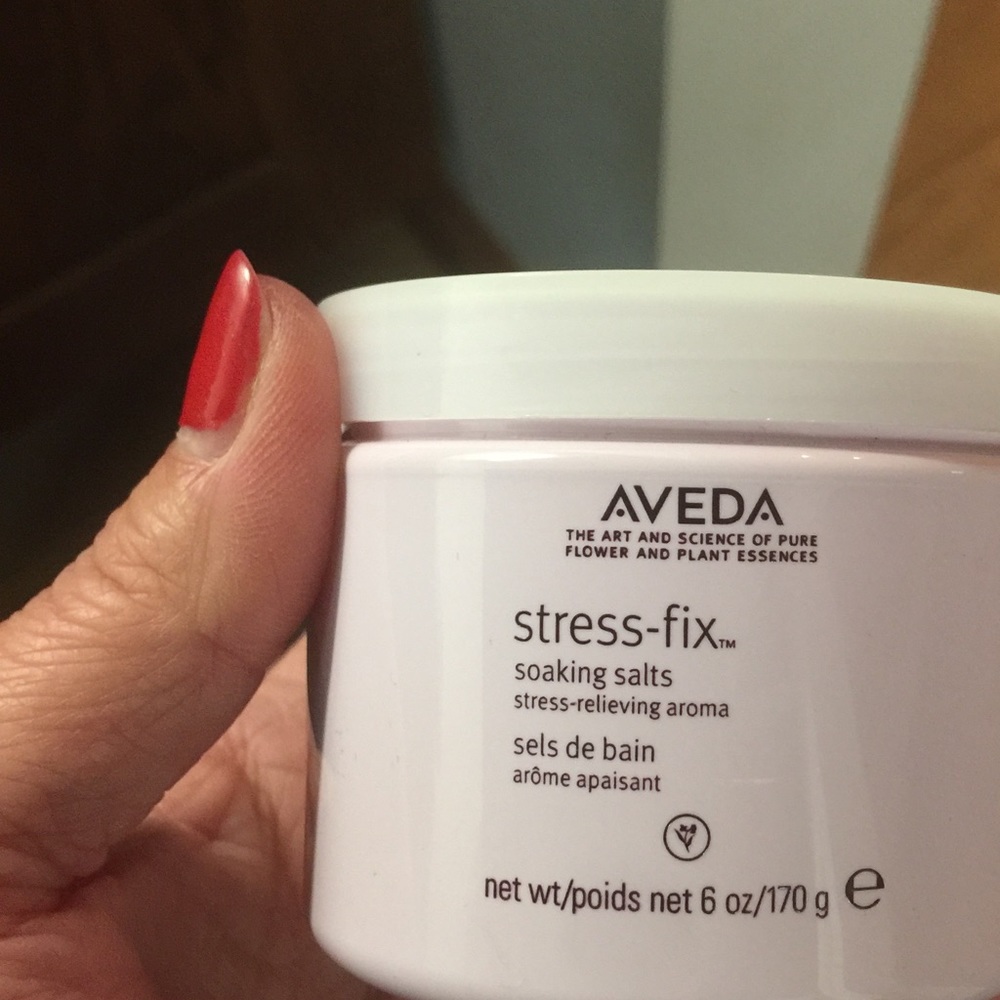 AVEDA
THE ART AND SCIENCE OF PURE
FLOWER AND PLANT ESSENCES
stress-fix™
soaking salts
stress-relieving aroma
sels de bain
arôme apaisant
net wt/poids net 6 oz/170 g ℮